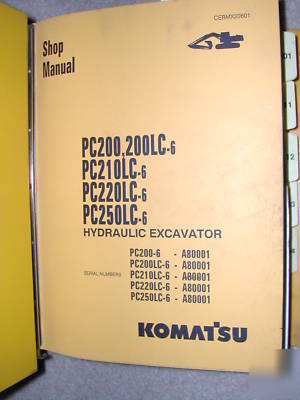 CEBM000601
Shop
Manual
PC200,200LC-6
PC210LC-6
PC220LC-6
PC250LC-6
HYDRAULIC EXCAVATOR
SERIAL NUMBERS
PC200-6 - A80001
PC200LC-6 - A80001
PC210LC-6 - A80001
PC220LC-6 - A80001
PC250LC-6 - A80001
KOMATSU
01